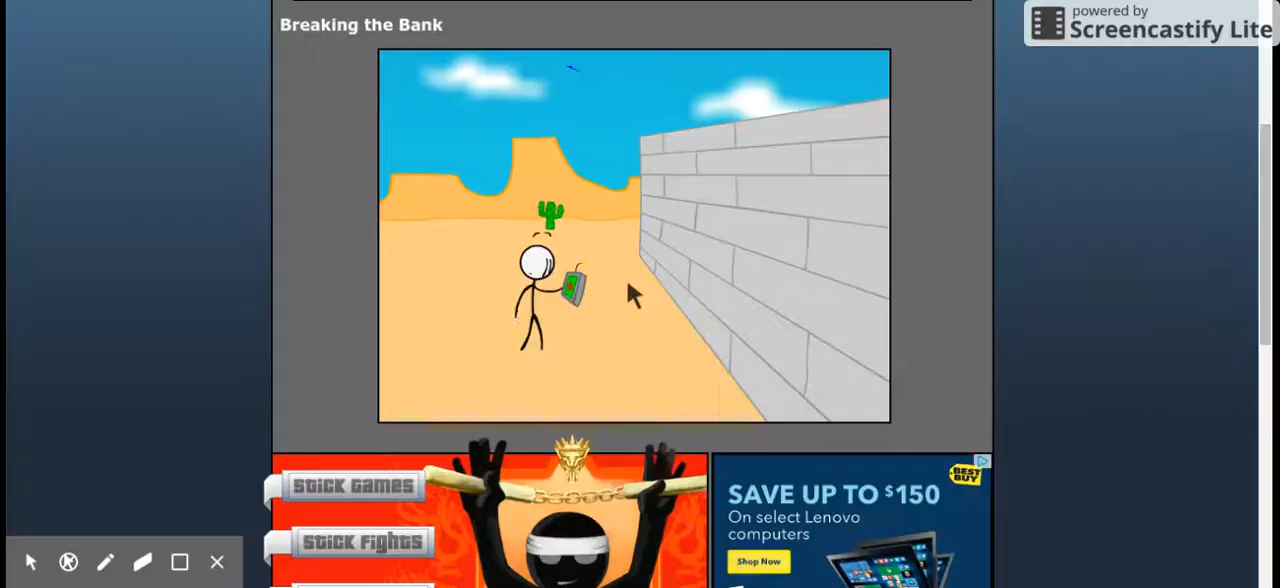 powered by
Screencastify Lite
Breaking the Bank
STICK GAMES
STICK FIGHTS
BEST
BUY
SAVE UP TO $150
On select Lenovo
computers
Shop Now